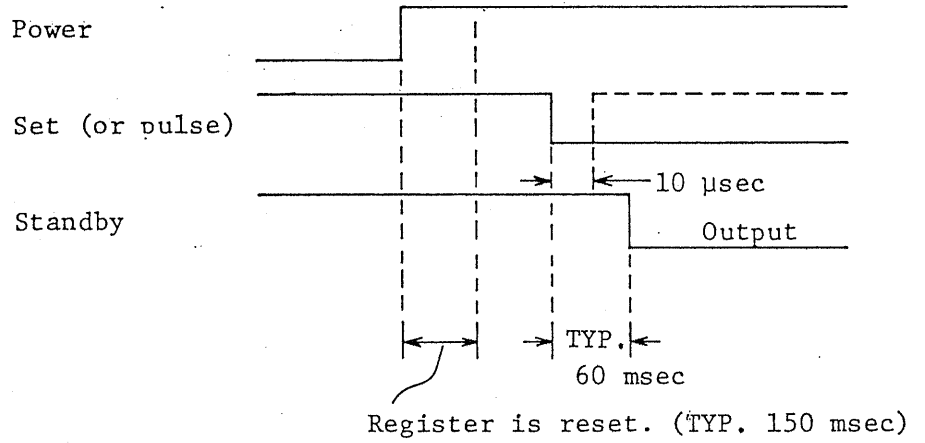 Power
Set (or pulse)
10 µsec
Standby
Output
TYP.
60 msec
Register is reset. (TYP. 150 msec)